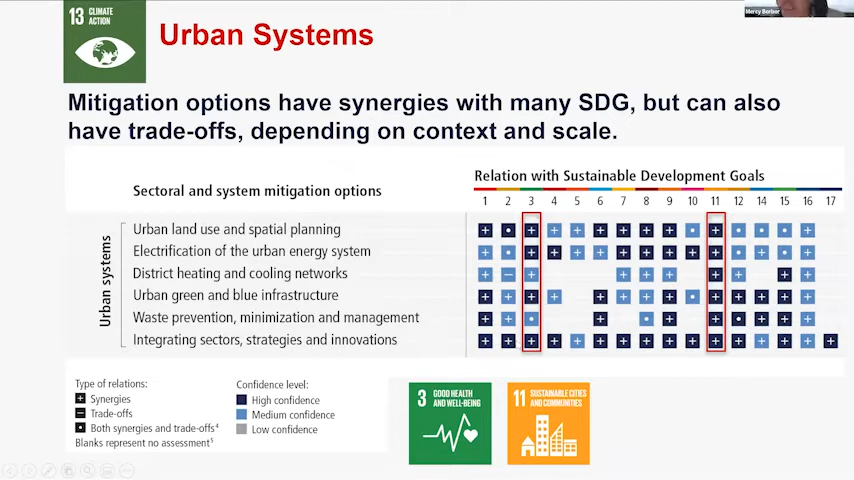 13 CLIMATE
ACTION
Urban Systems
Mercy Borbor
Mitigation options have synergies with many SDG, but can also
have trade-offs, depending on context and scale.
Relation with Sustainable Development Goals
Sectoral and system mitigation options
1 2 3 4 5 6 7 8 9 10 11 12 13 14 15 16 17
Urban systems
Urban land use and spatial planning
Electrification of the urban energy system
District heating and cooling networks
Urban green and blue infrastructure
Waste prevention, minimization and management
Integrating sectors, strategies and innovations
Type of relations:
Synergies
Trade-offs
Both synergies and trade-offs⁴
Blanks represent no assessment⁵
Confidence level:
High confidence
Medium confidence
Low confidence
3 GOOD HEALTH
AND WELL-BEING
11 SUSTAINABLE CITIES
AND COMMUNITIES